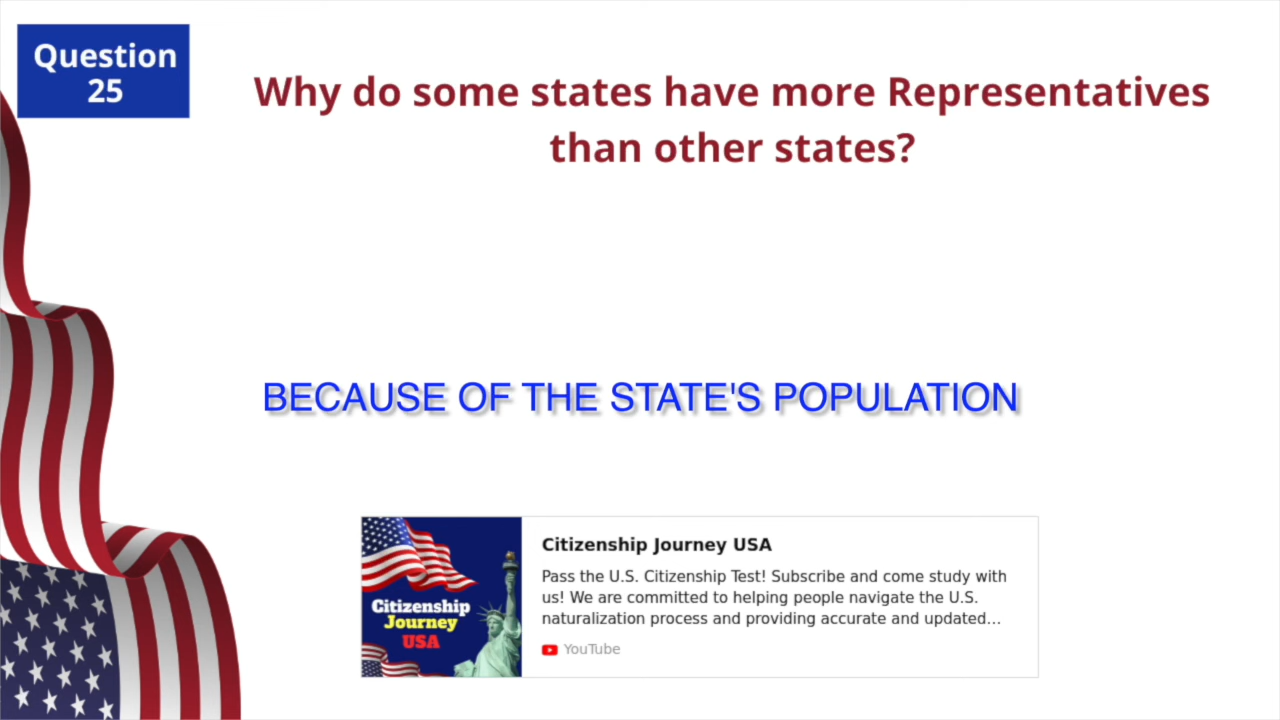 Question
25
Why do some states have more Representatives
than other states?
BECAUSE OF THE STATE'S POPULATION
Citizenship
Journey
USA
Citizenship Journey USA
Pass the U.S. Citizenship Test! Subscribe and come study with
us! We are committed to helping people navigate the U.S.
naturalization process and providing accurate and updated...
YouTube